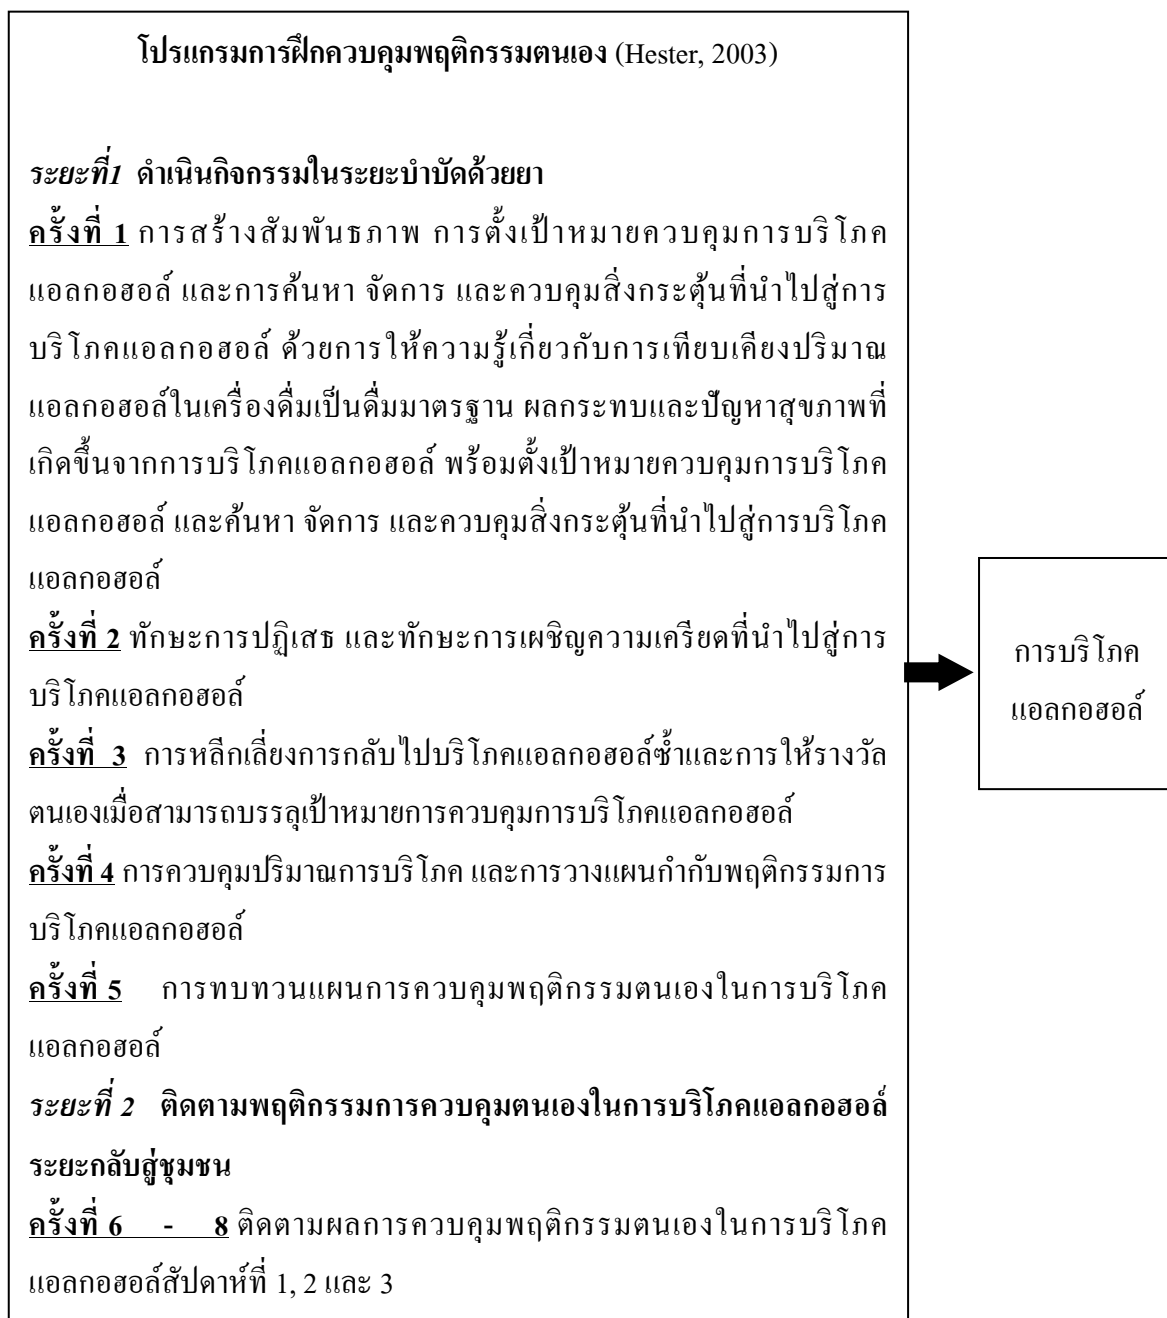 โปรแกรมการฝึกควบคุมพฤติกรรมตนเอง (Hester, 2003)
ระยะที่1 ดำเนินกิจกรรมในระยะบำบัดด้วยยา
ครั้งที่ 1 การสร้างสัมพันธภาพ การตั้งเป้าหมายควบคุมการบริโภค
แอลกอฮอล์ และการค้นหา จัดการ และควบคุมสิ่งกระตุ้นที่นำไปสู่การ
บริโภคแอลกอฮอล์ ด้วยการให้ความรู้เกี่ยวกับการเทียบเคียงปริมาณ
แอลกอฮอล์ในเครื่องดื่มเป็นดื่มมาตรฐาน ผลกระทบและปัญหาสุขภาพที่
เกิดขึ้นจากการบริโภคแอลกอฮอล์ พร้อมตั้งเป้าหมายควบคุมการบริโภค
แอลกอฮอล์ และค้นหา จัดการ และควบคุมสิ่งกระตุ้นที่นำไปสู่การบริโภค
แอลกอฮอล์
ครั้งที่ 2 ทักษะการปฏิเสธ และทักษะการเผชิญความเครียดที่นำไปสู่การ
บริโภคแอลกอฮอล์
ครั้งที่ 3 การหลีกเลี่ยงการกลับไปบริโภคแอลกอฮอล์ซ้ำและการให้รางวัล
ตนเองเมื่อสามารถบรรลุเป้าหมายการควบคุมการบริโภคแอลกอฮอล์
ครั้งที่ 4 การควบคุมปริมาณการบริโภค และการวางแผนกำกับพฤติกรรมการ
บริโภคแอลกอฮอล์
ครั้งที่ 5 การทบทวนแผนการควบคุมพฤติกรรมตนเองในการบริโภค
แอลกอฮอล์
ระยะที่ 2 ติดตามพฤติกรรมการควบคุมตนเองในการบริโภคแอลกอฮอล์
ระยะกลับสู่ชุมชน
ครั้งที่ 6 - 8 ติดตามผลการควบคุมพฤติกรรมตนเองในการบริโภค
แอลกอฮอล์สัปดาห์ที่ 1, 2 และ 3
การบริโภค
แอลกอฮอล์